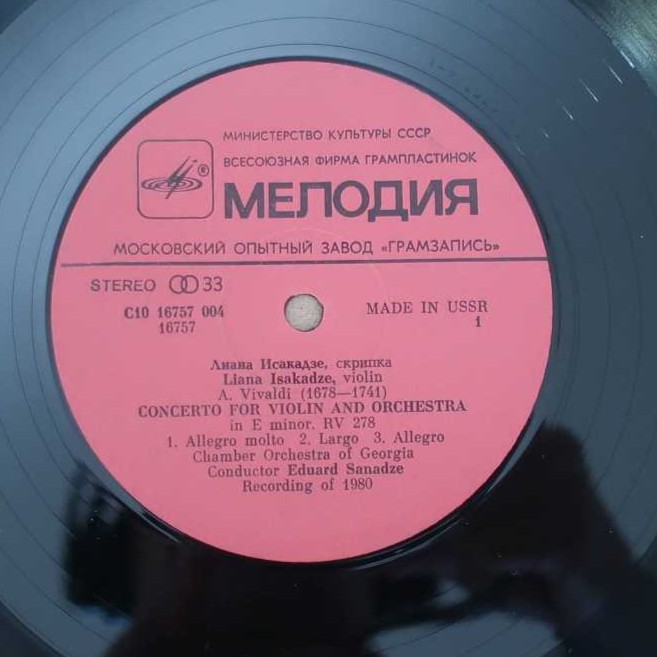 МИНИСТЕРСТВО КУЛЬТУРЫ СССР
ВСЕСОЮЗНАЯ ФИРМА ГРАМПЛАСТИНОК
®
МЕЛОДИЯ
МОСКОВСКИЙ ОПЫТНЫЙ ЗАВОД «ГРАМЗАПИСЬ»
STEREO 33
С10 16757 004
16757
MADE IN USSR
1
Лиана Исакадзе, скрипка
Liana Isakadze, violin
A. Vivaldi (1678—1741)
CONCERTO FOR VIOLIN AND ORCHESTRA
in E minor. RV 278
1. Allegro molto 2. Largo 3. Allegro
Chamber Orchestra of Georgia
Conductor Eduard Sanadze
Recording of 1980